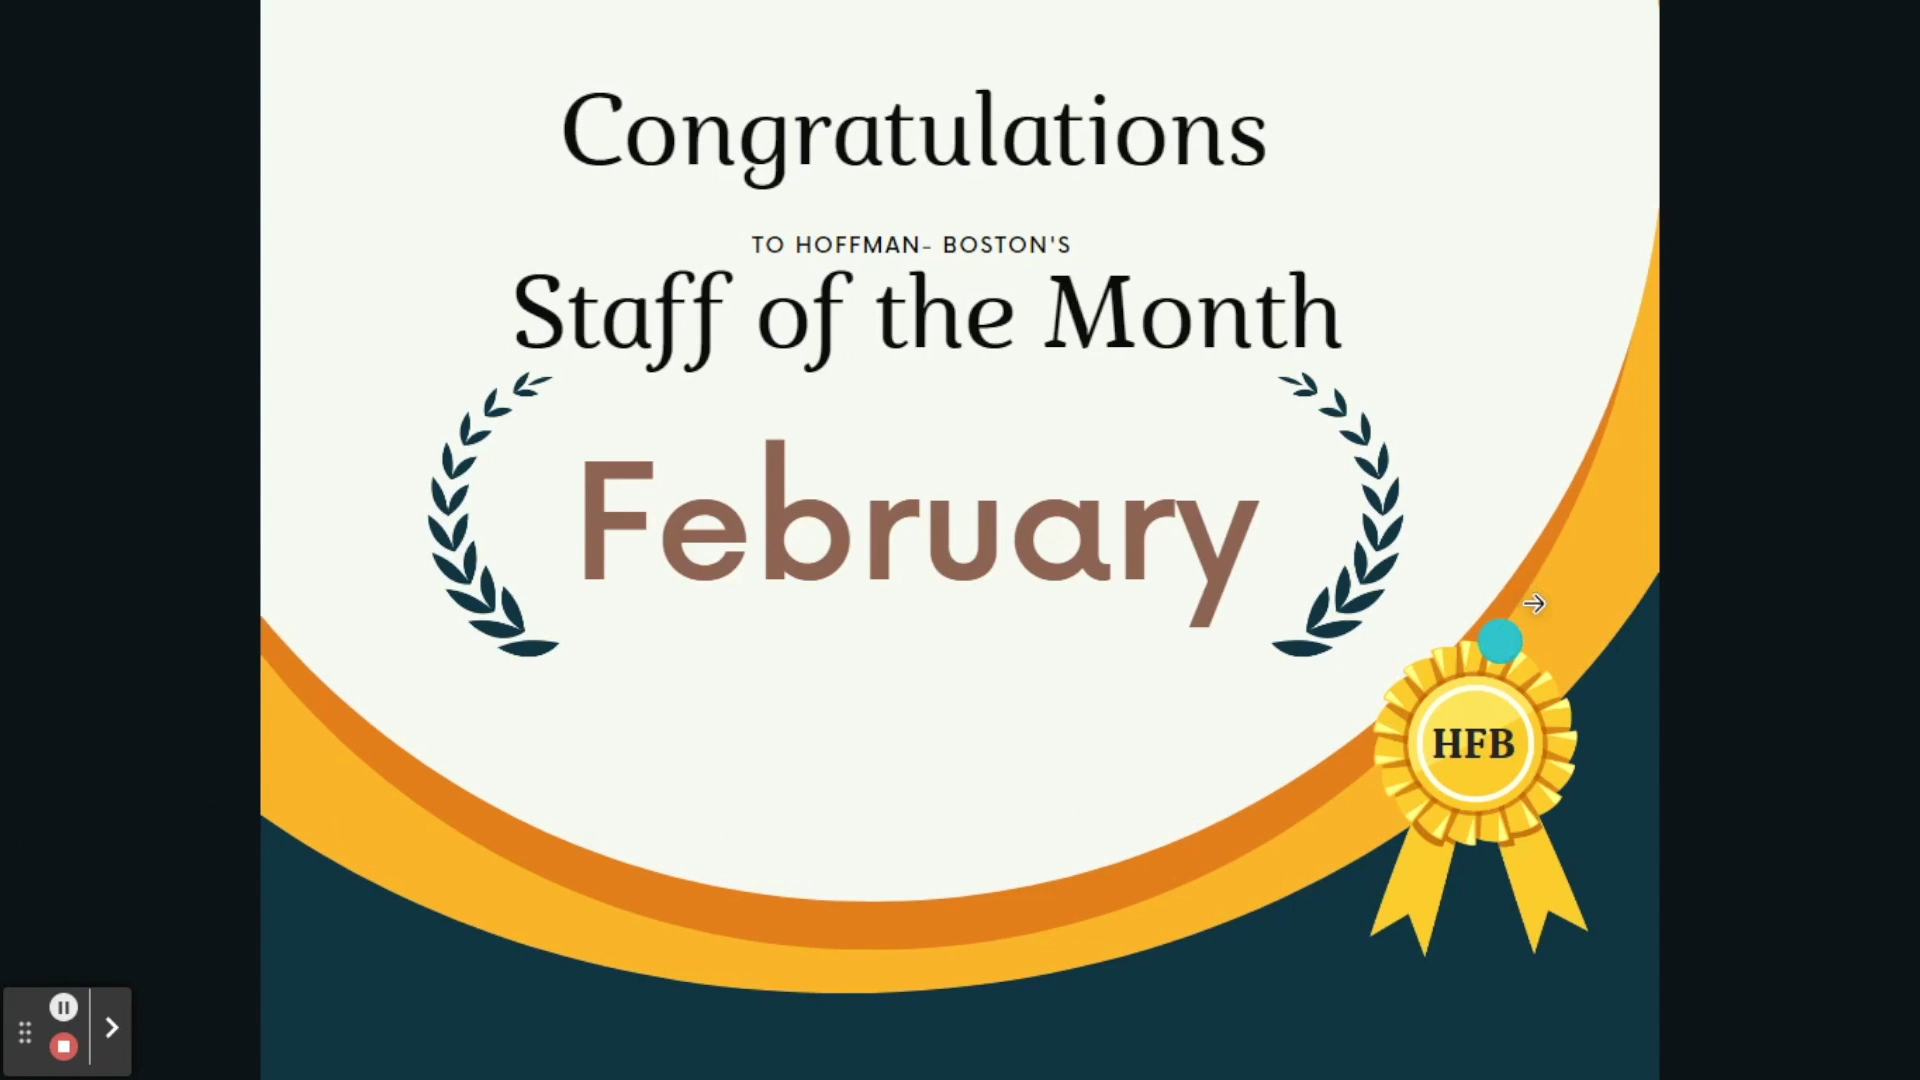 Congratulations
TO HOFFMAN- BOSTON'S
Staff of the Month
February
HFB